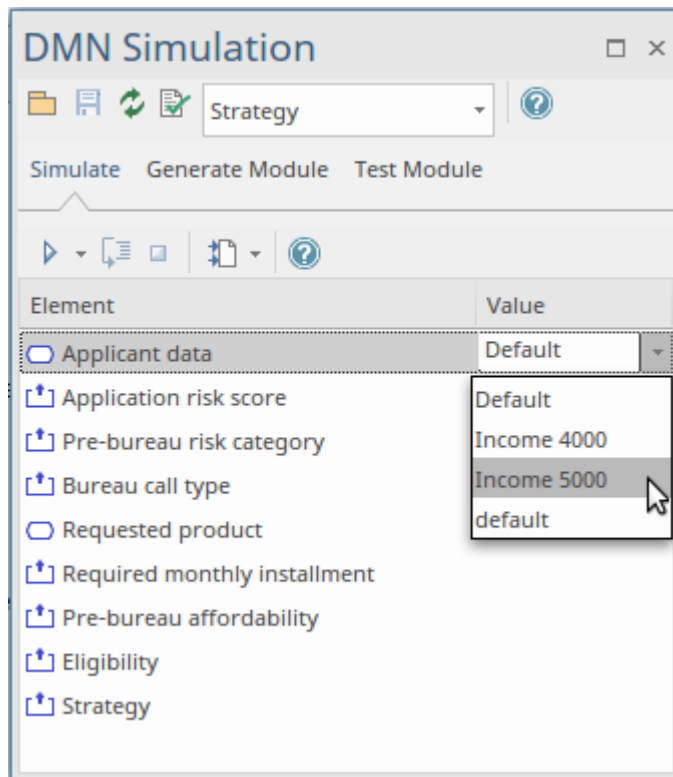 DMN Simulation
Strategy
Simulate Generate Module Test Module
Element Value
Applicant data Default
Application risk score Default
Pre-bureau risk category Income 4000
Bureau call type Income 5000
Requested product default
Required monthly installment
Pre-bureau affordability
Eligibility
Strategy